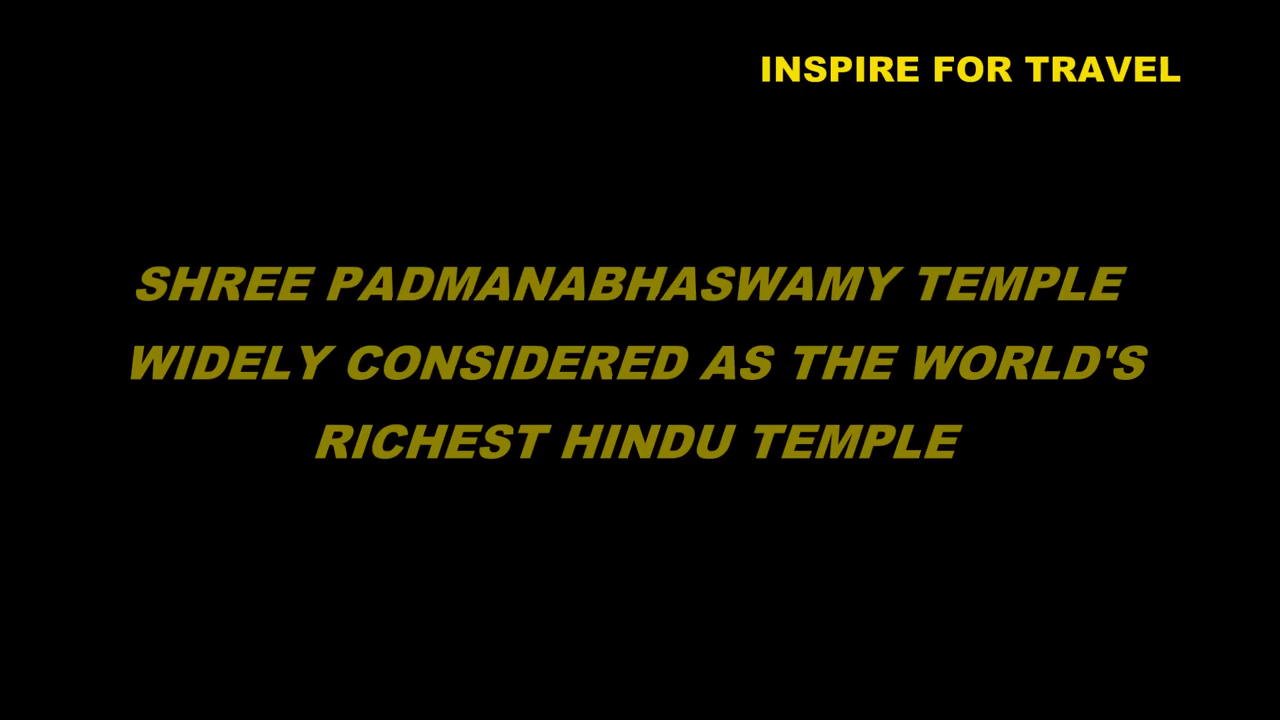 INSPIRE FOR TRAVEL
SHREE PADMANABHASWAMY TEMPLE
WIDELY CONSIDERED AS THE WORLD'S
RICHEST HINDU TEMPLE